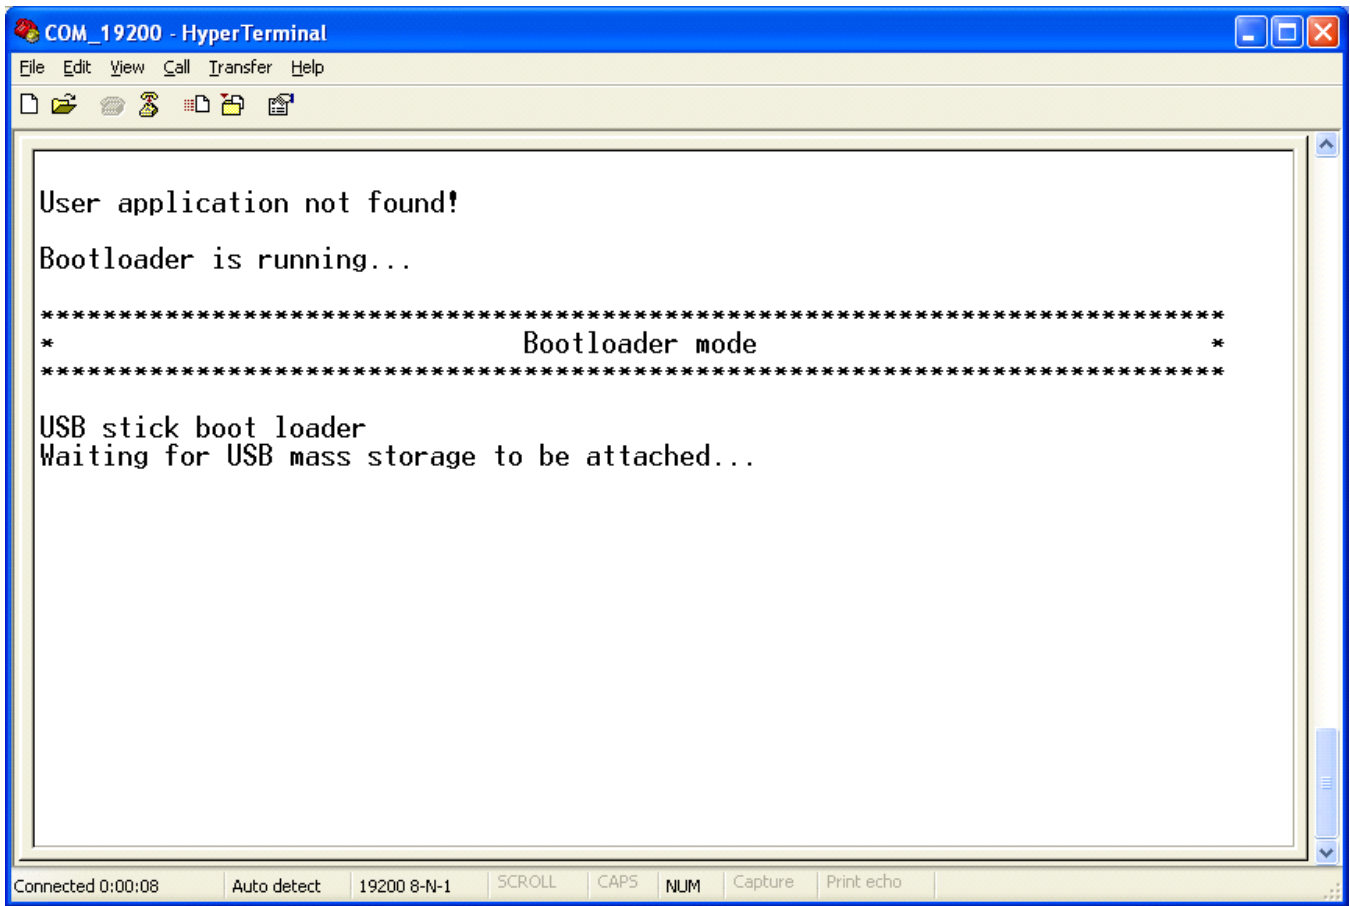 COM_19200 - HyperTerminal
File Edit View Call Transfer Help
User application not found!
Bootloader is running...
****************************************************************************
* Bootloader mode *
****************************************************************************
USB stick boot loader
Waiting for USB mass storage to be attached...
Connected 0:00:08 Auto detect 19200 8-N-1 SCROLL CAPS NUM Capture Print echo